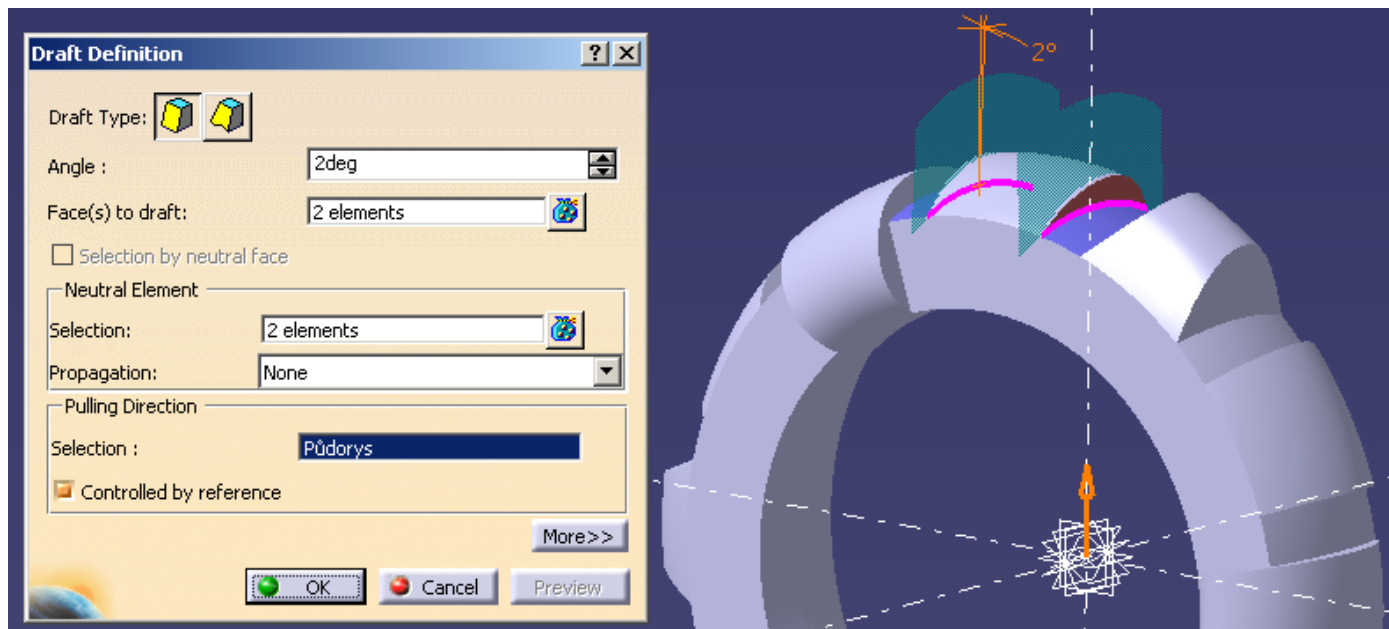 Draft Definition
Draft Type:
Angle :
2deg
Face(s) to draft:
2 elements
Selection by neutral face
Neutral Element
Selection:
2 elements
Propagation:
None
Pulling Direction
Selection :
Půdorys
Controlled by reference
More>>
OK
Cancel
Preview
2°